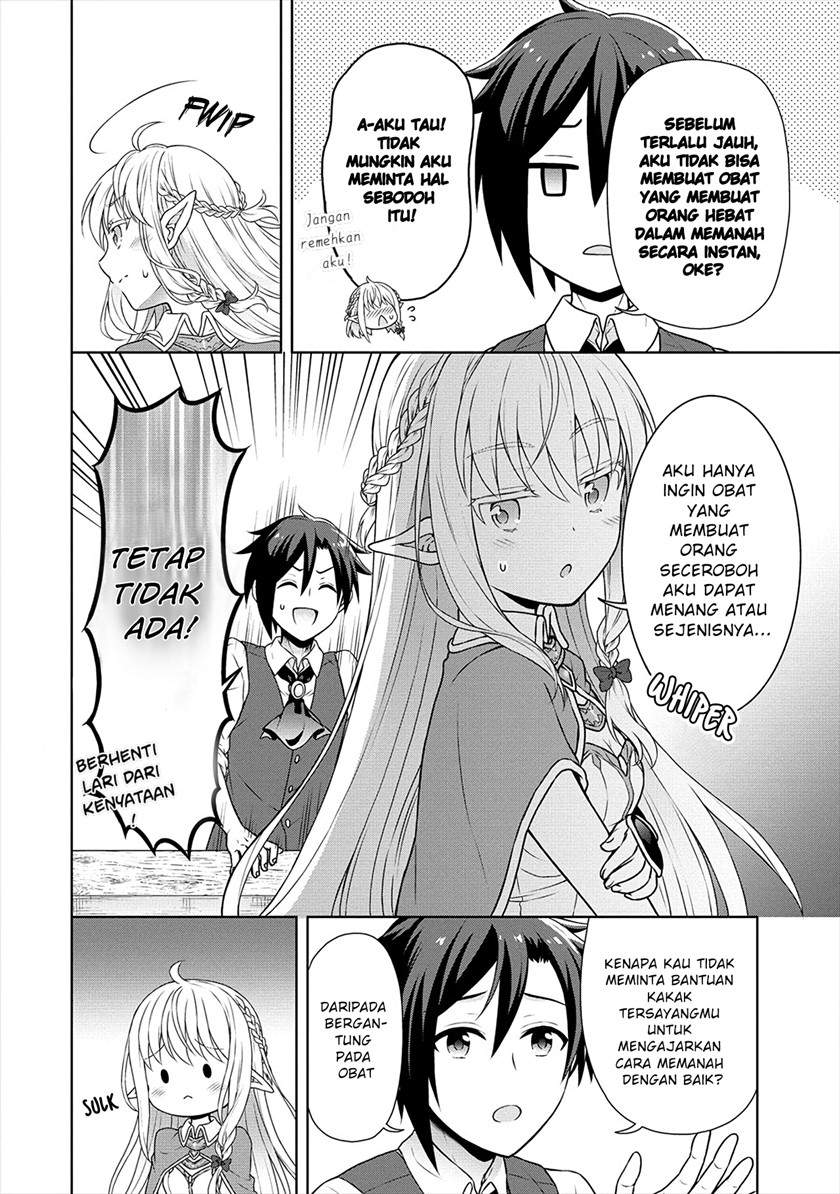 SEBELUM
TERLALU JAUH,
AKU TIDAK BISA
MEMBUAT OBAT
YANG MEMBUAT
ORANG HEBAT
DALAM MEMANAH
SECARA INSTAN,
OKE?
A-AKU TAU!
TIDAK
MUNGKIN AKU
MEMINTA HAL
SEBODOH
ITU!
Jangan
remehkan
aku!
FWIP
AKU HANYA
INGIN OBAT
YANG
MEMBUAT
ORANG
SECEROBOH
AKU DAPAT
MENANG ATAU
SEJENISNYA...
WHIPER
TETAP
TIDAK
ADA!
BERHENTI
LARI DARI
KENYATAAN
!
KENAPA KAU TIDAK
MEMINTA BANTUAN
KAKAK
TERSAYANGMU
UNTUK
MENGAJARKAN
CARA MEMANAH
DENGAN BAIK?
DARIPADA
BERGAN-
TUNG
PADA
OBAT
SULK